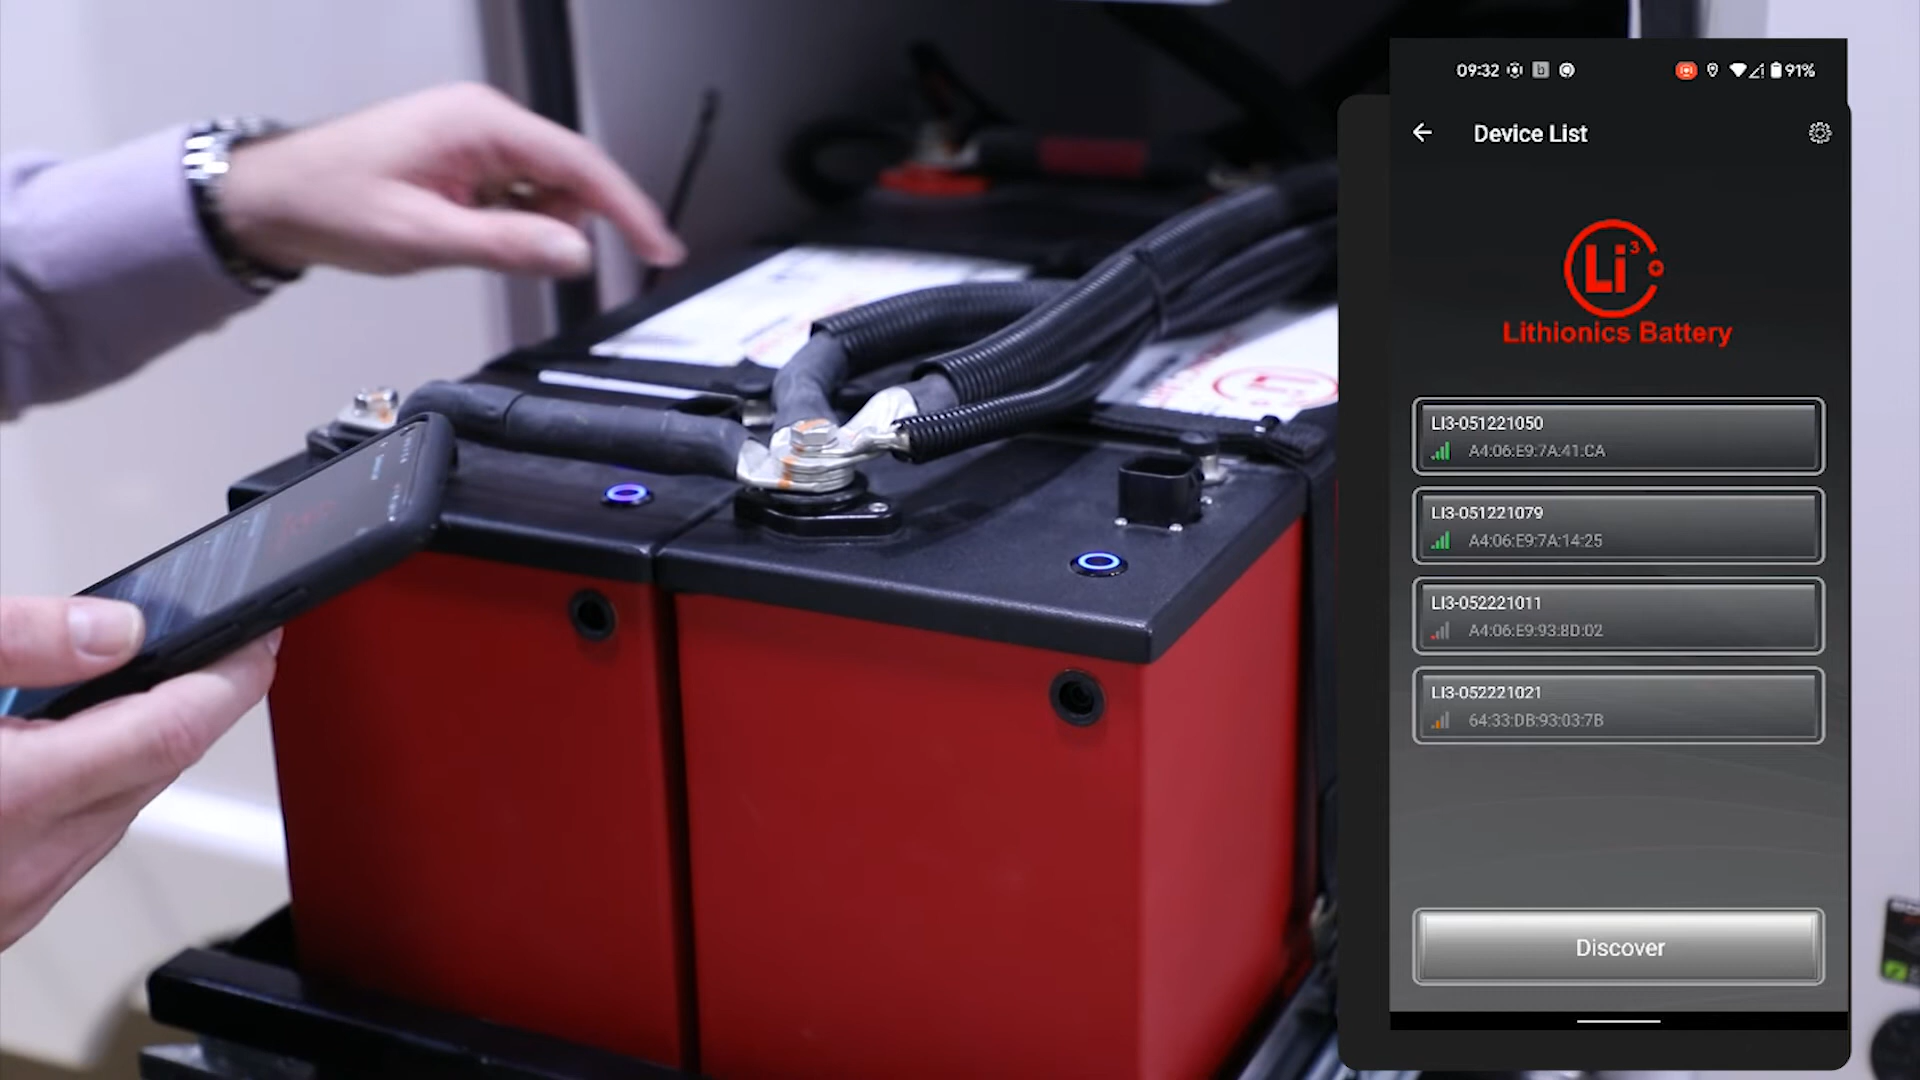 09:32
91%
Device List
Li3
Lithionics Battery
LI3-051221050
A4:06:E9:7A:41:CA
LI3-051221079
A4:06:E9:7A:14:25
LI3-052221011
A4:06:E9:93:8D:02
LI3-052221021
64:33:DB:93:03:7B
Discover